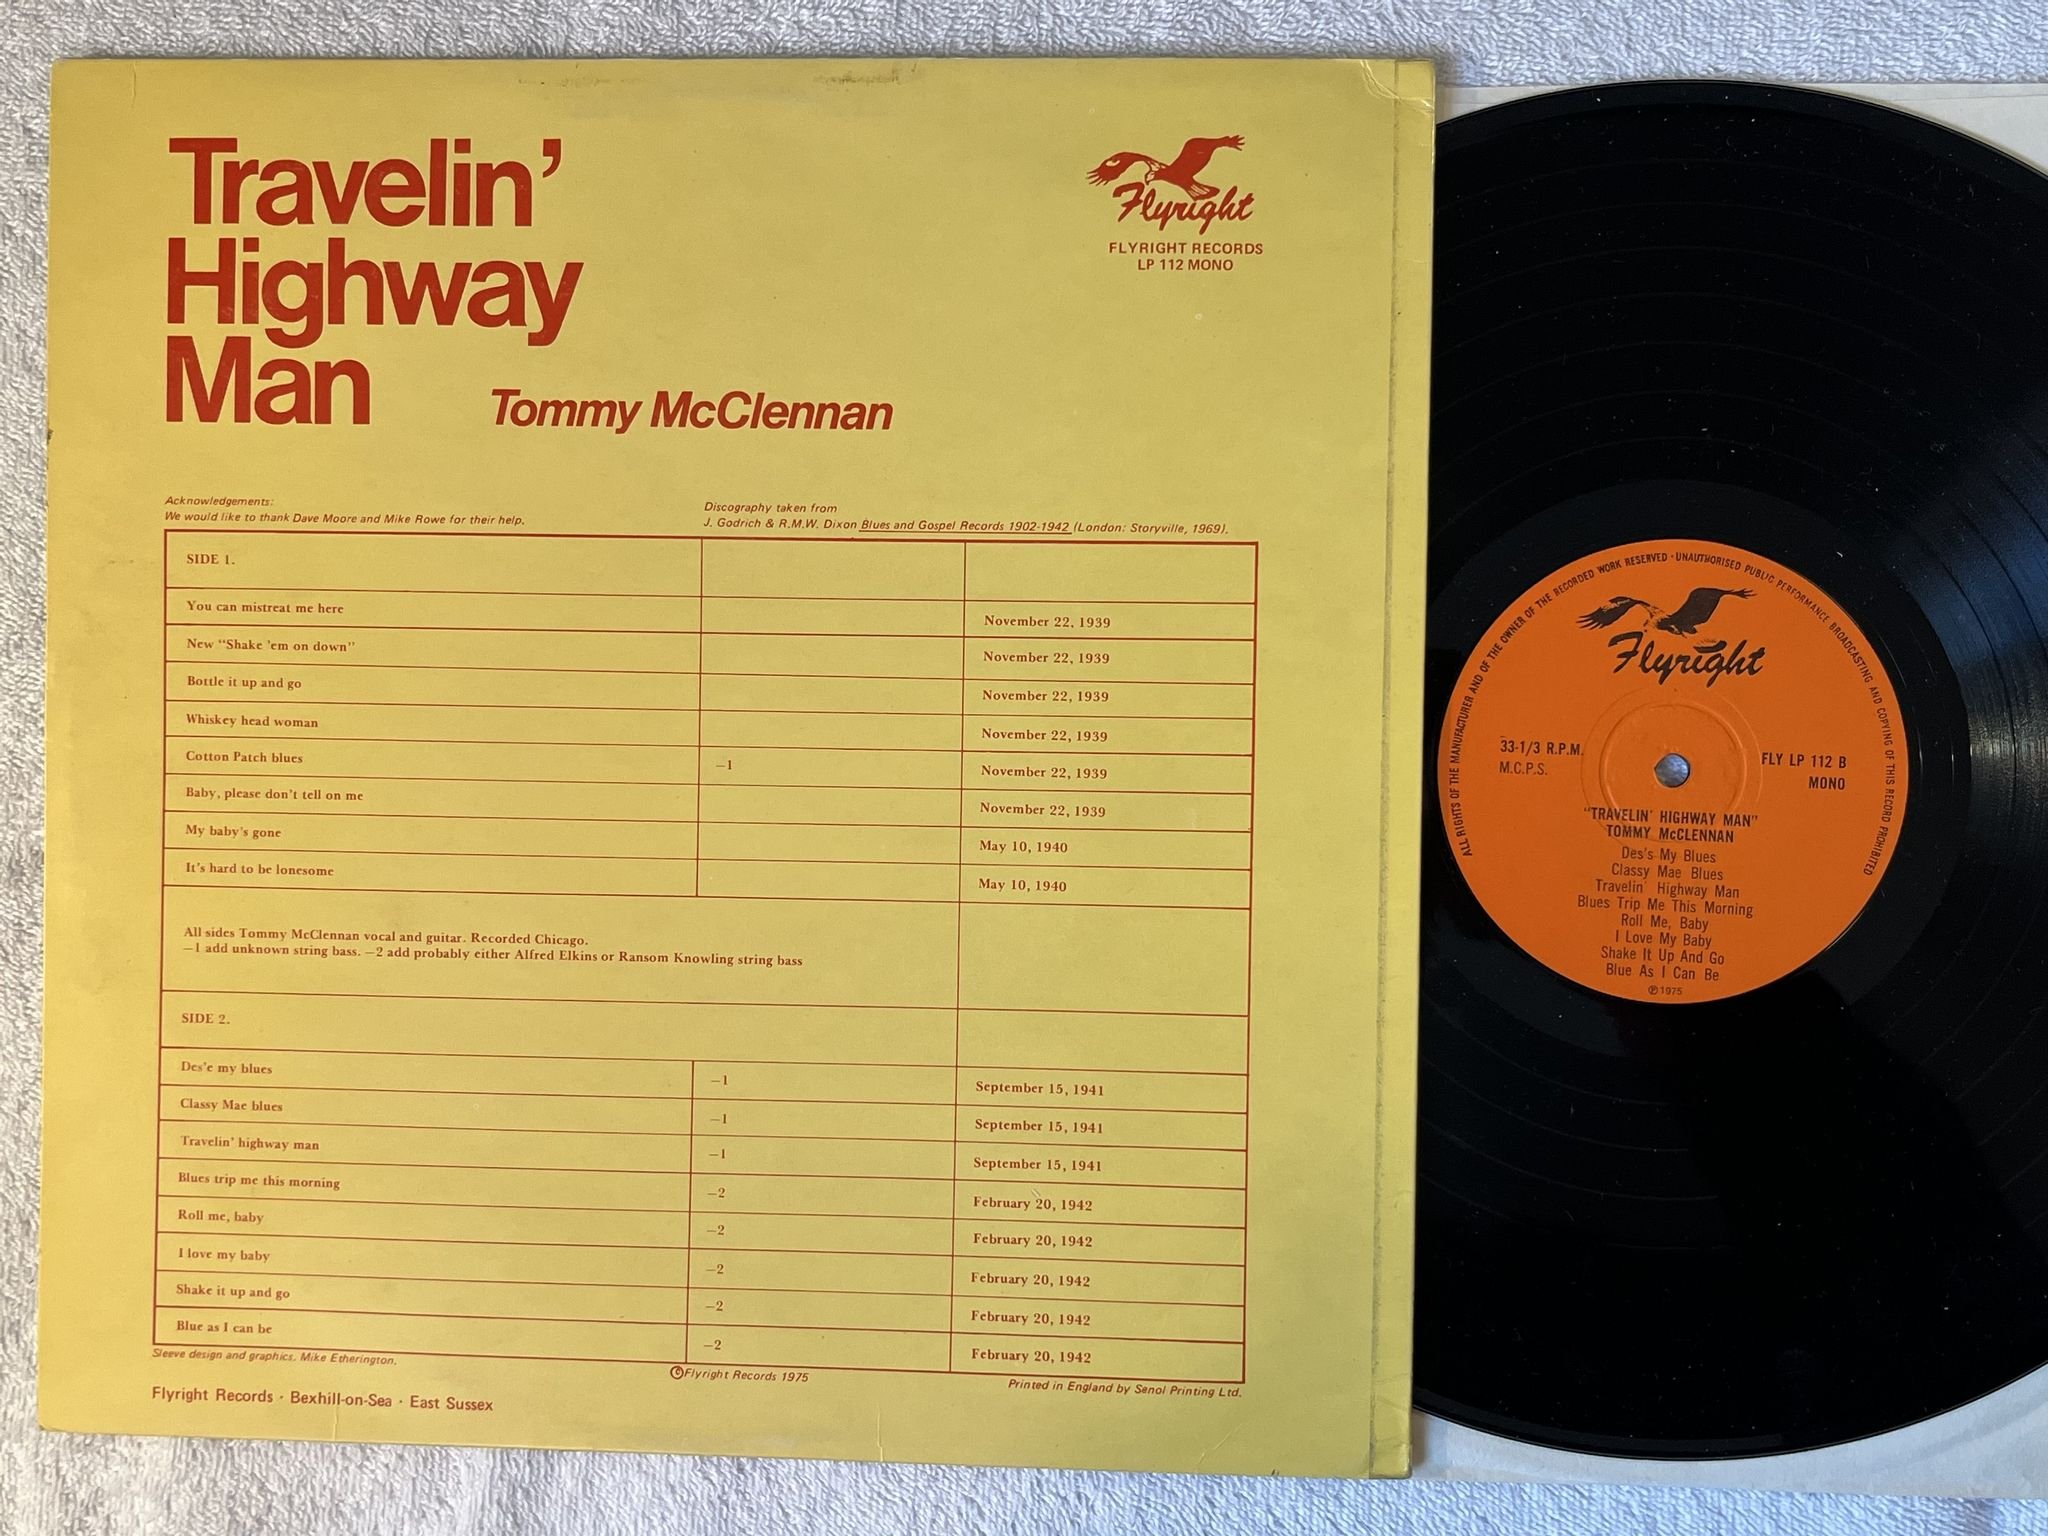 Travelin'
Highway
Man
Tommy McClennan
Flyright
FLYRIGHT RECORDS
LP 112 MONO
Acknowledgements:
We would like to thank Dave Moore and Mike Rowe for their help.
Discography taken from
J. Godrich & R.M.W. Dixon Blues and Gospel Records 1902-1942 (London: Storyville, 1969).
SIDE 1.
You can mistreat me here November 22, 1939
New "Shake 'em on down" November 22, 1939
Bottle it up and go November 22, 1939
Whiskey head woman November 22, 1939
Cotton Patch blues —1 November 22, 1939
Baby, please don't tell on me November 22, 1939
My baby's gone May 10, 1940
It's hard to be lonesome May 10, 1940
All sides Tommy McClennan vocal and guitar. Recorded Chicago.
—1 add unknown string bass. —2 add probably either Alfred Elkins or Ransom Knowling string bass
SIDE 2.
Des'e my blues —1 September 15, 1941
Classy Mae blues —1 September 15, 1941
Travelin' highway man —1 September 15, 1941
Blues trip me this morning —2 February 20, 1942
Roll me, baby —2 February 20, 1942
I love my baby —2 February 20, 1942
Shake it up and go —2 February 20, 1942
Blue as I can be —2 February 20, 1942
Sleeve design and graphics. Mike Etherington.
©Flyright Records 1975
Printed in England by Senol Printing Ltd.
Flyright Records · Bexhill-on-Sea · East Sussex
ALL RIGHTS OF THE MANUFACTURER AND OF THE OWNER OF THE RECORDED WORK RESERVED · UNAUTHORISED PUBLIC PERFORMANCE BROADCASTING AND COPYING OF THIS RECORD PROHIBITED
Flyright
33-1/3 R.P.M.
M.C.P.S.
FLY LP 112 B
MONO
"TRAVELIN' HIGHWAY MAN"
TOMMY McCLENNAN
Des's My Blues
Classy Mae Blues
Travelin' Highway Man
Blues Trip Me This Morning
Roll Me, Baby
I Love My Baby
Shake It Up And Go
Blue As I Can Be
℗1975